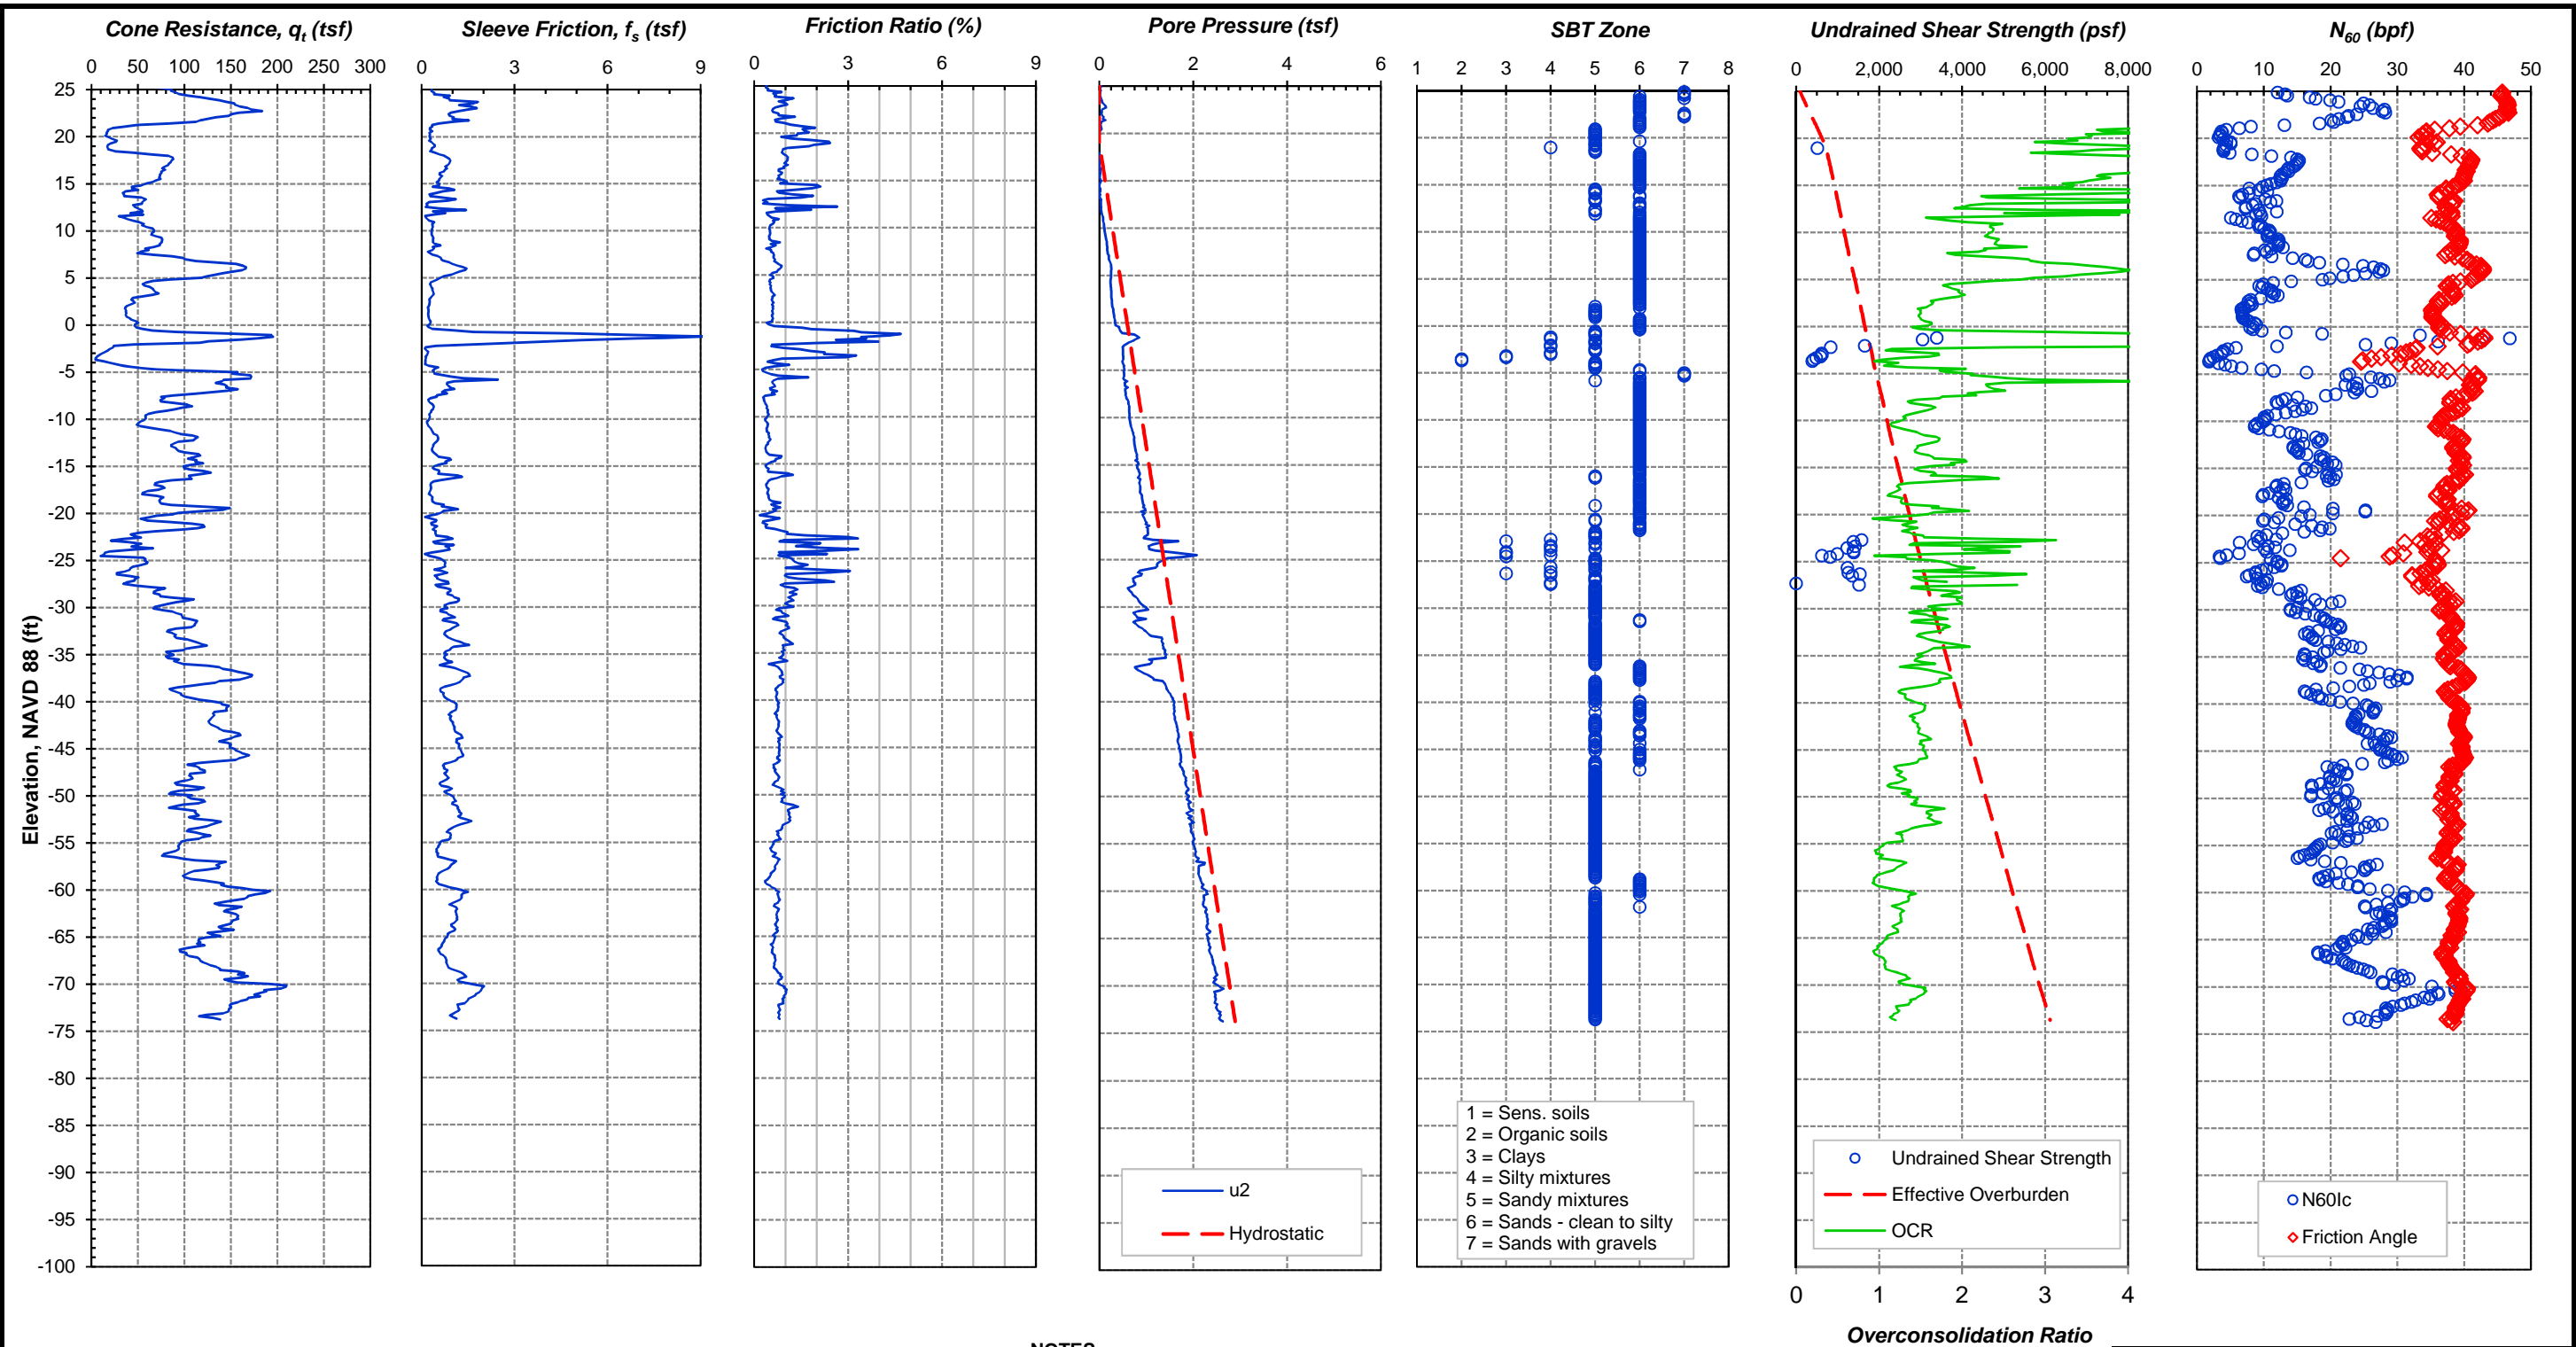 Cone Resistance, qt (tsf)
Sleeve Friction, fs (tsf)
Friction Ratio (%)
Pore Pressure (tsf)
SBT Zone
Undrained Shear Strength (psf)
N60 (bpf)
0 50 100 150 200 250 300
0 3 6 9
0 3 6 9
0 2 4 6
1 2 3 4 5 6 7 8
0 2,000 4,000 6,000 8,000
0 10 20 30 40 50
Elevation, NAVD 88 (ft)
25
20
15
10
5
0
-5
-10
-15
-20
-25
-30
-35
-40
-45
-50
-55
-60
-65
-70
-75
-80
-85
-90
-95
-100
u2
Hydrostatic
1 = Sens. soils
2 = Organic soils
3 = Clays
4 = Silty mixtures
5 = Sandy mixtures
6 = Sands - clean to silty
7 = Sands with gravels
Undrained Shear Strength
Effective Overburden
OCR
N60Ic
Friction Angle
0 1 2 3 4
Overconsolidation Ratio
NOTES